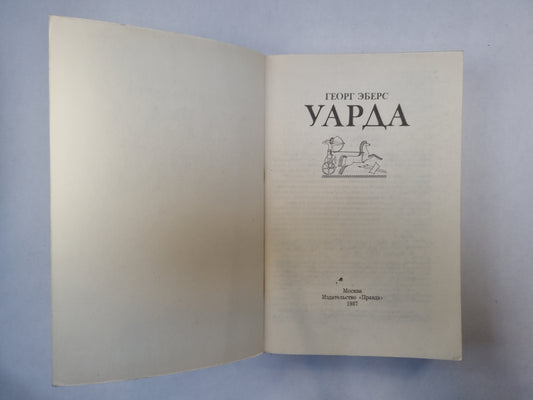 ГЕОРГ ЭБЕРС
УАРДА
Москва
Издательство «Правда»
1987